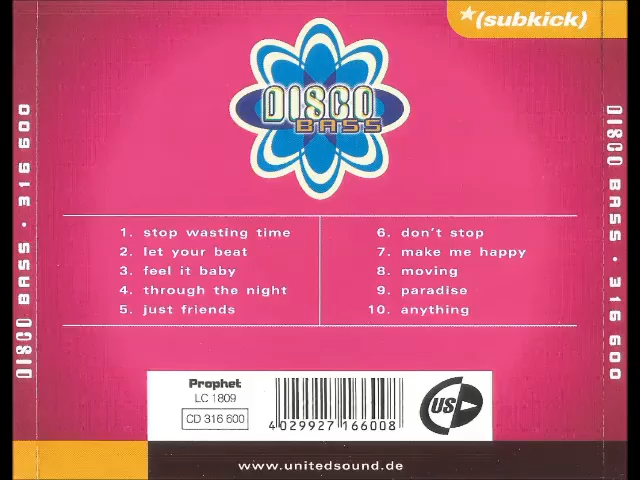 *(subkick)
DISCO
BASS
DISCO BASS · 316 600
DISCO BASS · 316 600
1. stop wasting time
2. let your beat
3. feel it baby
4. through the night
5. just friends
6. don't stop
7. make me happy
8. moving
9. paradise
10. anything
Prophet
LC 1809
CD 316 600
4 029927 166008
US
www.unitedsound.de